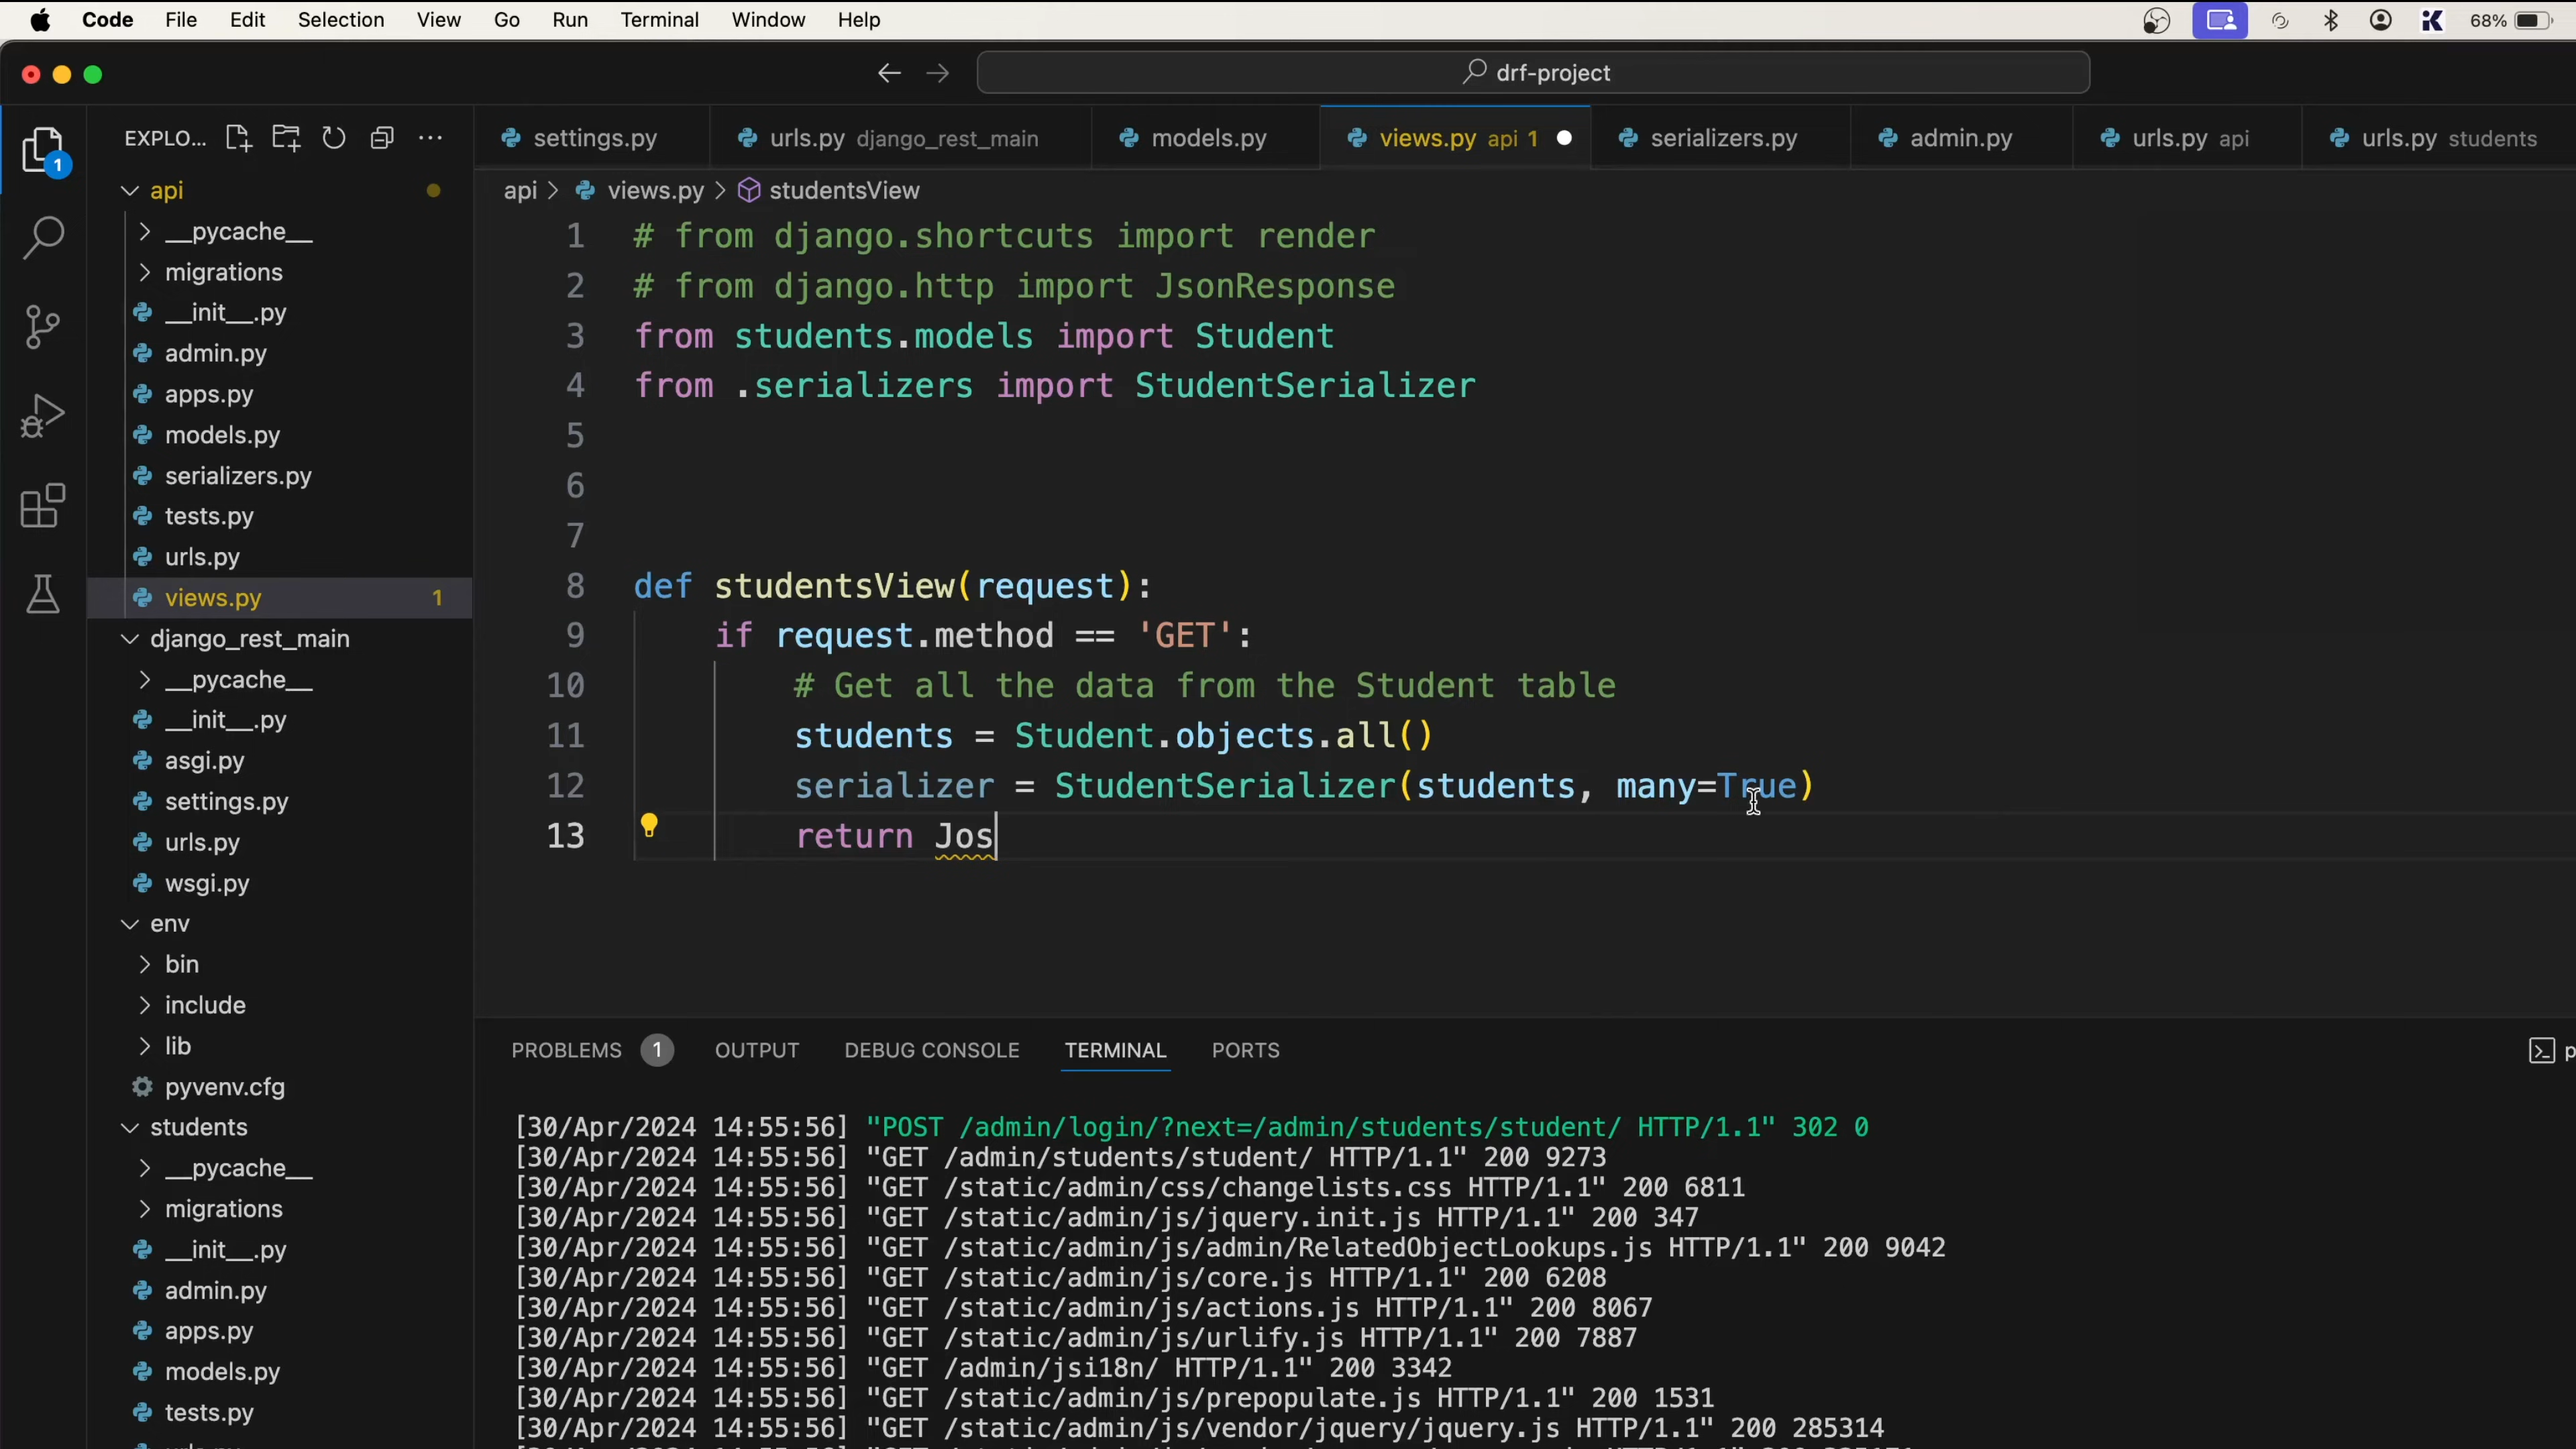 Code File Edit Selection View Go Run Terminal Window Help 68%
drf-project
EXPLO...
settings.py urls.py django_rest_main models.py views.py api 1 serializers.py admin.py urls.py api urls.py students
api > views.py > studentsView
1
api
__pycache__
migrations
__init__.py
admin.py
apps.py
models.py
serializers.py
tests.py
urls.py
views.py 1
django_rest_main
__pycache__
__init__.py
asgi.py
settings.py
urls.py
wsgi.py
env
bin
include
lib
pyvenv.cfg
students
__pycache__
migrations
__init__.py
admin.py
apps.py
models.py
tests.py
1 # from django.shortcuts import render
2 # from django.http import JsonResponse
3 from students.models import Student
4 from .serializers import StudentSerializer
5
6
7
8 def studentsView(request):
9 if request.method == 'GET':
10 # Get all the data from the Student table
11 students = Student.objects.all()
12 serializer = StudentSerializer(students, many=True)
13 return Jos
PROBLEMS 1 OUTPUT DEBUG CONSOLE TERMINAL PORTS
[30/Apr/2024 14:55:56] "POST /admin/login/?next=/admin/students/student/ HTTP/1.1" 302 0
[30/Apr/2024 14:55:56] "GET /admin/students/student/ HTTP/1.1" 200 9273
[30/Apr/2024 14:55:56] "GET /static/admin/css/changelists.css HTTP/1.1" 200 6811
[30/Apr/2024 14:55:56] "GET /static/admin/js/jquery.init.js HTTP/1.1" 200 347
[30/Apr/2024 14:55:56] "GET /static/admin/js/admin/RelatedObjectLookups.js HTTP/1.1" 200 9042
[30/Apr/2024 14:55:56] "GET /static/admin/js/core.js HTTP/1.1" 200 6208
[30/Apr/2024 14:55:56] "GET /static/admin/js/actions.js HTTP/1.1" 200 8067
[30/Apr/2024 14:55:56] "GET /static/admin/js/urlify.js HTTP/1.1" 200 7887
[30/Apr/2024 14:55:56] "GET /admin/jsi18n/ HTTP/1.1" 200 3342
[30/Apr/2024 14:55:56] "GET /static/admin/js/prepopulate.js HTTP/1.1" 200 1531
[30/Apr/2024 14:55:56] "GET /static/admin/js/vendor/jquery/jquery.js HTTP/1.1" 200 285314